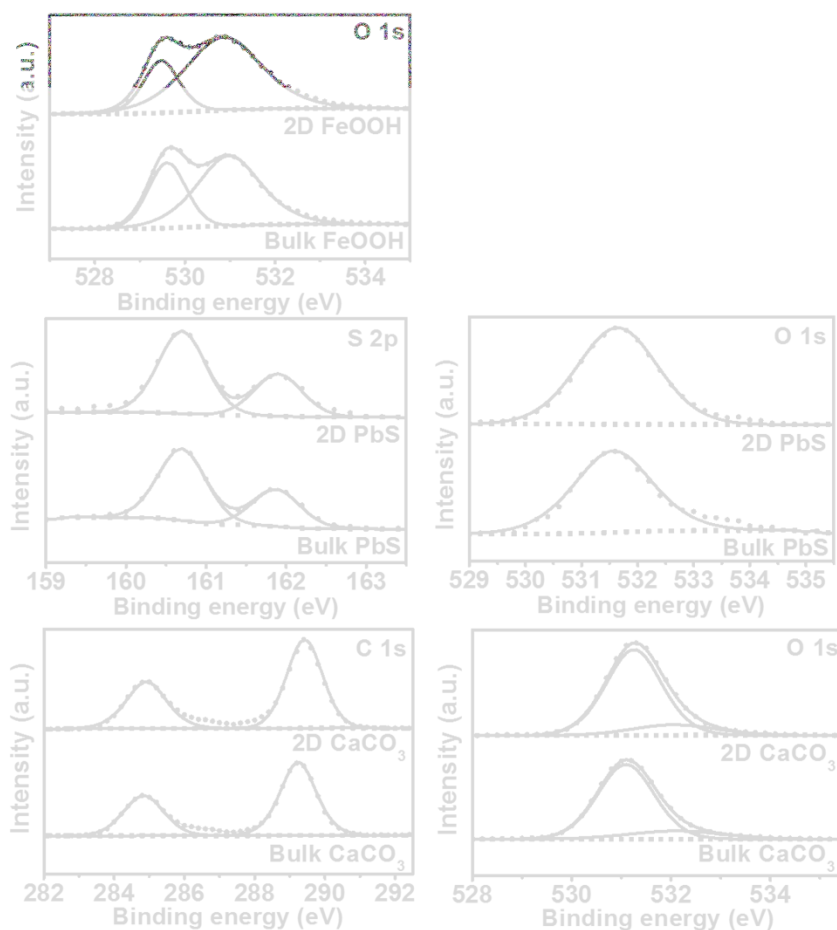 O 1s
Intensity (a.u.)
2D FeOOH
Bulk FeOOH
528 530 532 534
Binding energy (eV)
S 2p
Intensity (a.u.)
2D PbS
Bulk PbS
159 160 161 162 163
Binding energy (eV)
O 1s
Intensity (a.u.)
2D PbS
Bulk PbS
529 530 531 532 533 534 535
Binding energy (eV)
C 1s
Intensity (a.u.)
2D CaCO₃
Bulk CaCO₃
282 284 286 288 290 292
Binding energy (eV)
O 1s
Intensity (a.u.)
2D CaCO₃
Bulk CaCO₃
528 530 532 534
Binding energy (eV)